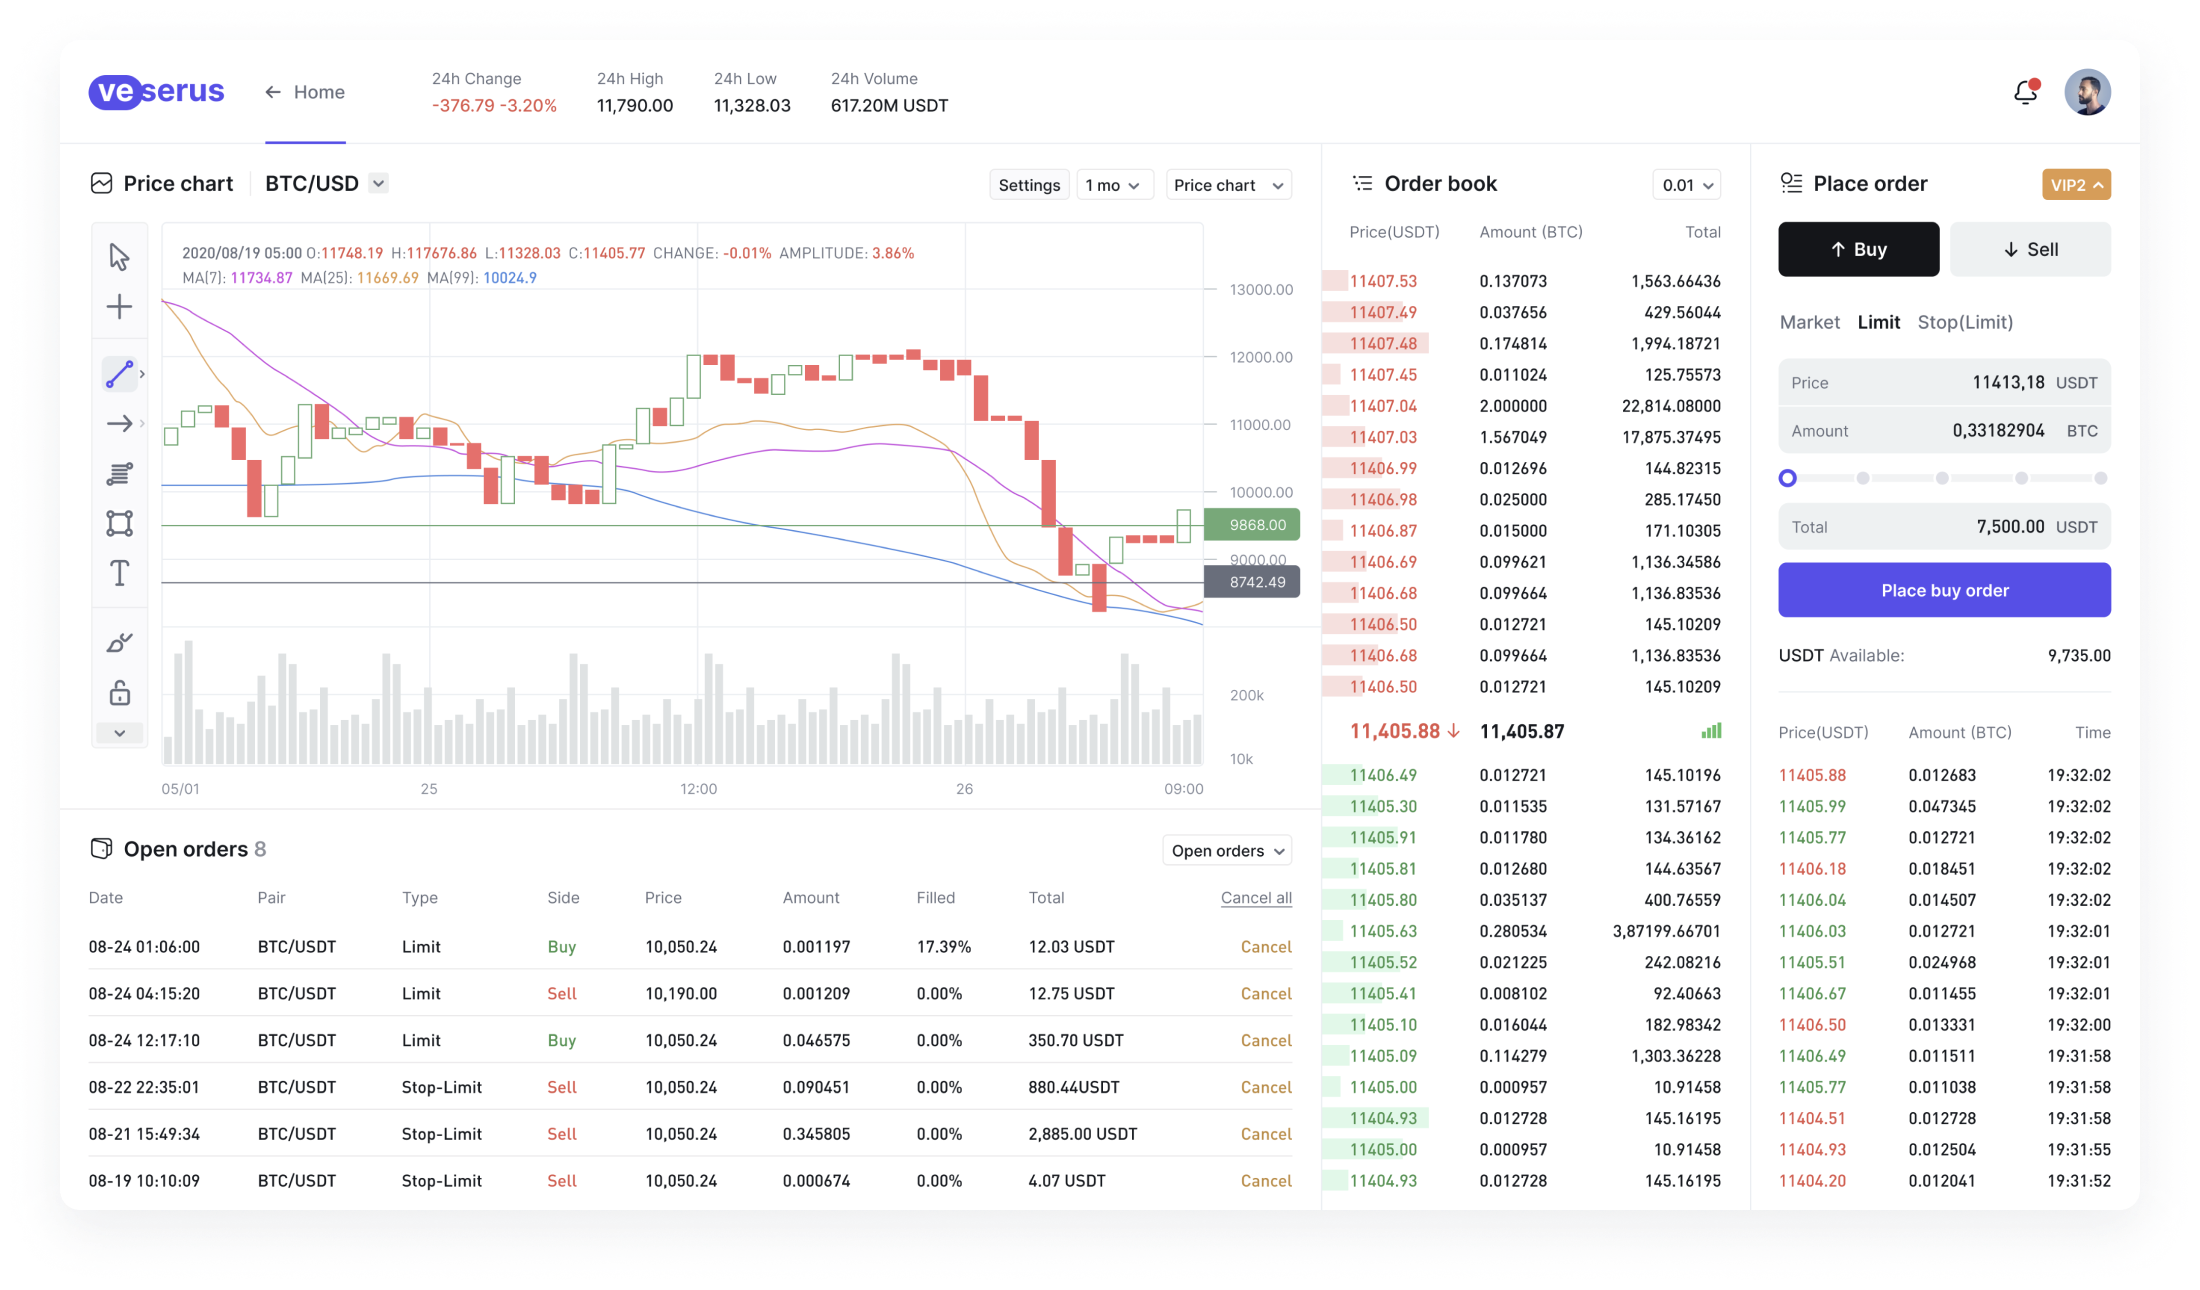 veserus
Home
24h Change
-376.79 -3.20%
24h High
11,790.00
24h Low
11,328.03
24h Volume
617.20M USDT
Price chart
BTC/USD
Settings
1 mo
Price chart
2020/08/19 05:00 O:11748.19 H:117676.86 L:11328.03 C:11405.77 CHANGE: -0.01% AMPLITUDE: 3.86%
MA(7): 11734.87 MA(25): 11669.69 MA(99): 10024.9
13000.00
12000.00
11000.00
10000.00
9868.00
9000.00
8742.49
200k
10k
05/01 25 12:00 26 09:00
Open orders 8
Open orders
Date Pair Type Side Price Amount Filled Total Cancel all
08-24 01:06:00 BTC/USDT Limit Buy 10,050.24 0.001197 17.39% 12.03 USDT Cancel
08-24 04:15:20 BTC/USDT Limit Sell 10,190.00 0.001209 0.00% 12.75 USDT Cancel
08-24 12:17:10 BTC/USDT Limit Buy 10,050.24 0.046575 0.00% 350.70 USDT Cancel
08-22 22:35:01 BTC/USDT Stop-Limit Sell 10,050.24 0.090451 0.00% 880.44USDT Cancel
08-21 15:49:34 BTC/USDT Stop-Limit Sell 10,050.24 0.345805 0.00% 2,885.00 USDT Cancel
08-19 10:10:09 BTC/USDT Stop-Limit Sell 10,050.24 0.000674 0.00% 4.07 USDT Cancel
Order book
0.01
Price(USDT) Amount (BTC) Total
11407.53 0.137073 1,563.66436
11407.49 0.037656 429.56044
11407.48 0.174814 1,994.18721
11407.45 0.011024 125.75573
11407.04 2.000000 22,814.08000
11407.03 1.567049 17,875.37495
11406.99 0.012696 144.82315
11406.98 0.025000 285.17450
11406.87 0.015000 171.10305
11406.69 0.099621 1,136.34586
11406.68 0.099664 1,136.83536
11406.50 0.012721 145.10209
11406.68 0.099664 1,136.83536
11406.50 0.012721 145.10209
11,405.88 11,405.87
11406.49 0.012721 145.10196
11405.30 0.011535 131.57167
11405.91 0.011780 134.36162
11405.81 0.012680 144.63567
11405.80 0.035137 400.76559
11405.63 0.280534 3,87199.66701
11405.52 0.021225 242.08216
11405.41 0.008102 92.40663
11405.10 0.016044 182.98342
11405.09 0.114279 1,303.36228
11405.00 0.000957 10.91458
11404.93 0.012728 145.16195
11405.00 0.000957 10.91458
11404.93 0.012728 145.16195
Place order
VIP2
Buy
Sell
Market Limit Stop(Limit)
Price 11413,18 USDT
Amount 0,33182904 BTC
Total 7,500.00 USDT
Place buy order
USDT Available: 9,735.00
Price(USDT) Amount (BTC) Time
11405.88 0.012683 19:32:02
11405.99 0.047345 19:32:02
11405.77 0.012721 19:32:02
11406.18 0.018451 19:32:02
11406.04 0.014507 19:32:02
11406.03 0.012721 19:32:01
11405.51 0.024968 19:32:01
11406.67 0.011455 19:32:01
11406.50 0.013331 19:32:00
11406.49 0.011511 19:31:58
11405.77 0.011038 19:31:58
11404.51 0.012728 19:31:58
11404.93 0.012504 19:31:55
11404.20 0.012041 19:31:52